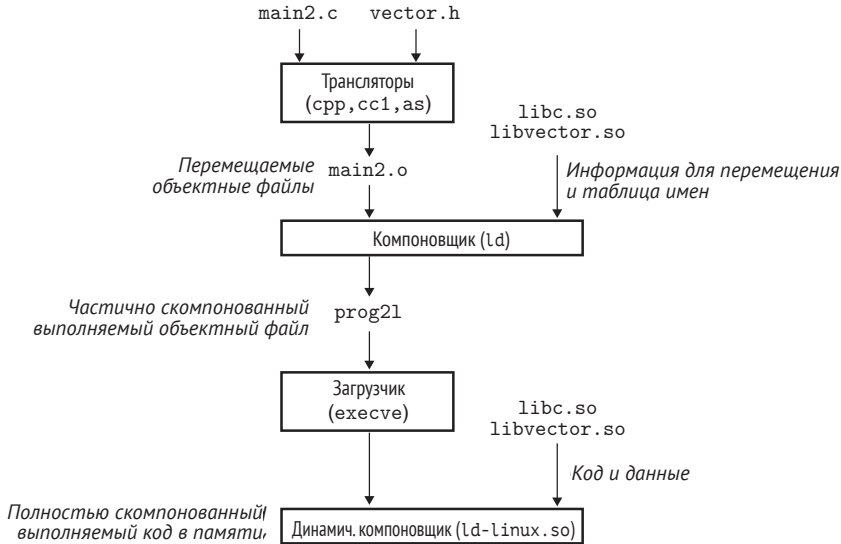 main2.c vector.h
Трансляторы
(cpp,cc1,as)
libc.so
libvector.so
Перемещаемые
объектные файлы
main2.o
Информация для перемещения
и таблица имен
Компоновщик (ld)
Частично скомпонованный
выполняемый объектный файл
prog2l
Загрузчик
(execve)
libc.so
libvector.so
Код и данные
Полностью скомпонованный
выполняемый код в памяти
Динамич. компоновщик (ld-linux.so)